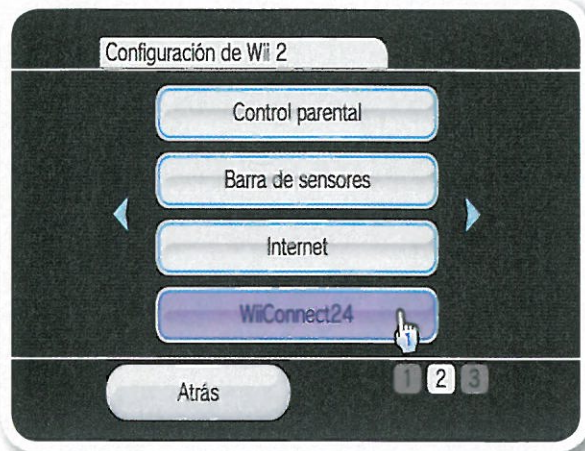 Configuración de Wii 2
Control parental
Barra de sensores
Internet
WiiConnect24
1
Atrás
1 2 3